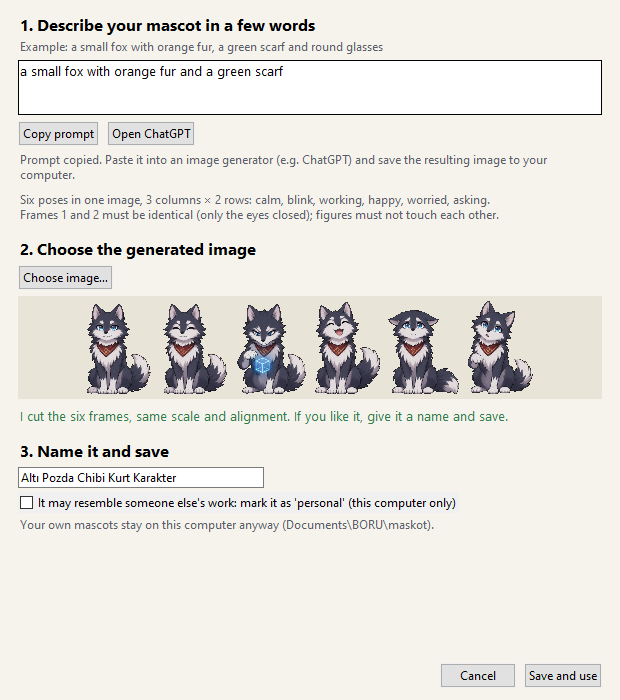 1. Describe your mascot in a few words
Example: a small fox with orange fur, a green scarf and round glasses
a small fox with orange fur and a green scarf
Copy prompt
Open ChatGPT
Prompt copied. Paste it into an image generator (e.g. ChatGPT) and save the resulting image to your
computer.
Six poses in one image, 3 columns × 2 rows: calm, blink, working, happy, worried, asking.
Frames 1 and 2 must be identical (only the eyes closed); figures must not touch each other.
2. Choose the generated image
Choose image...
I cut the six frames, same scale and alignment. If you like it, give it a name and save.
3. Name it and save
Altı Pozda Chibi Kurt Karakter
It may resemble someone else's work: mark it as 'personal' (this computer only)
Your own mascots stay on this computer anyway (Documents\BORU\maskot).
Cancel
Save and use